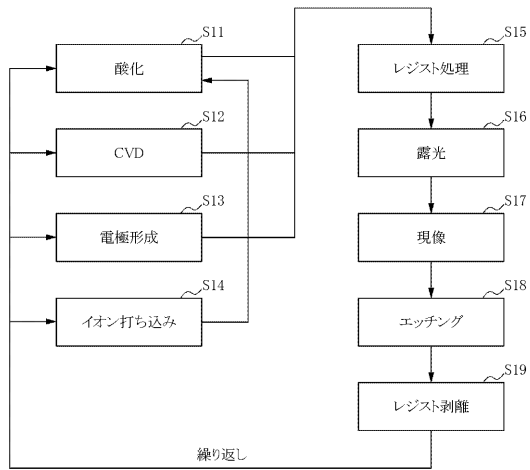 S11
酸化
S12
CVD
S13
電極形成
S14
イオン打ち込み
S15
レジスト処理
S16
露光
S17
現像
S18
エッチング
S19
レジスト剥離
繰り返し